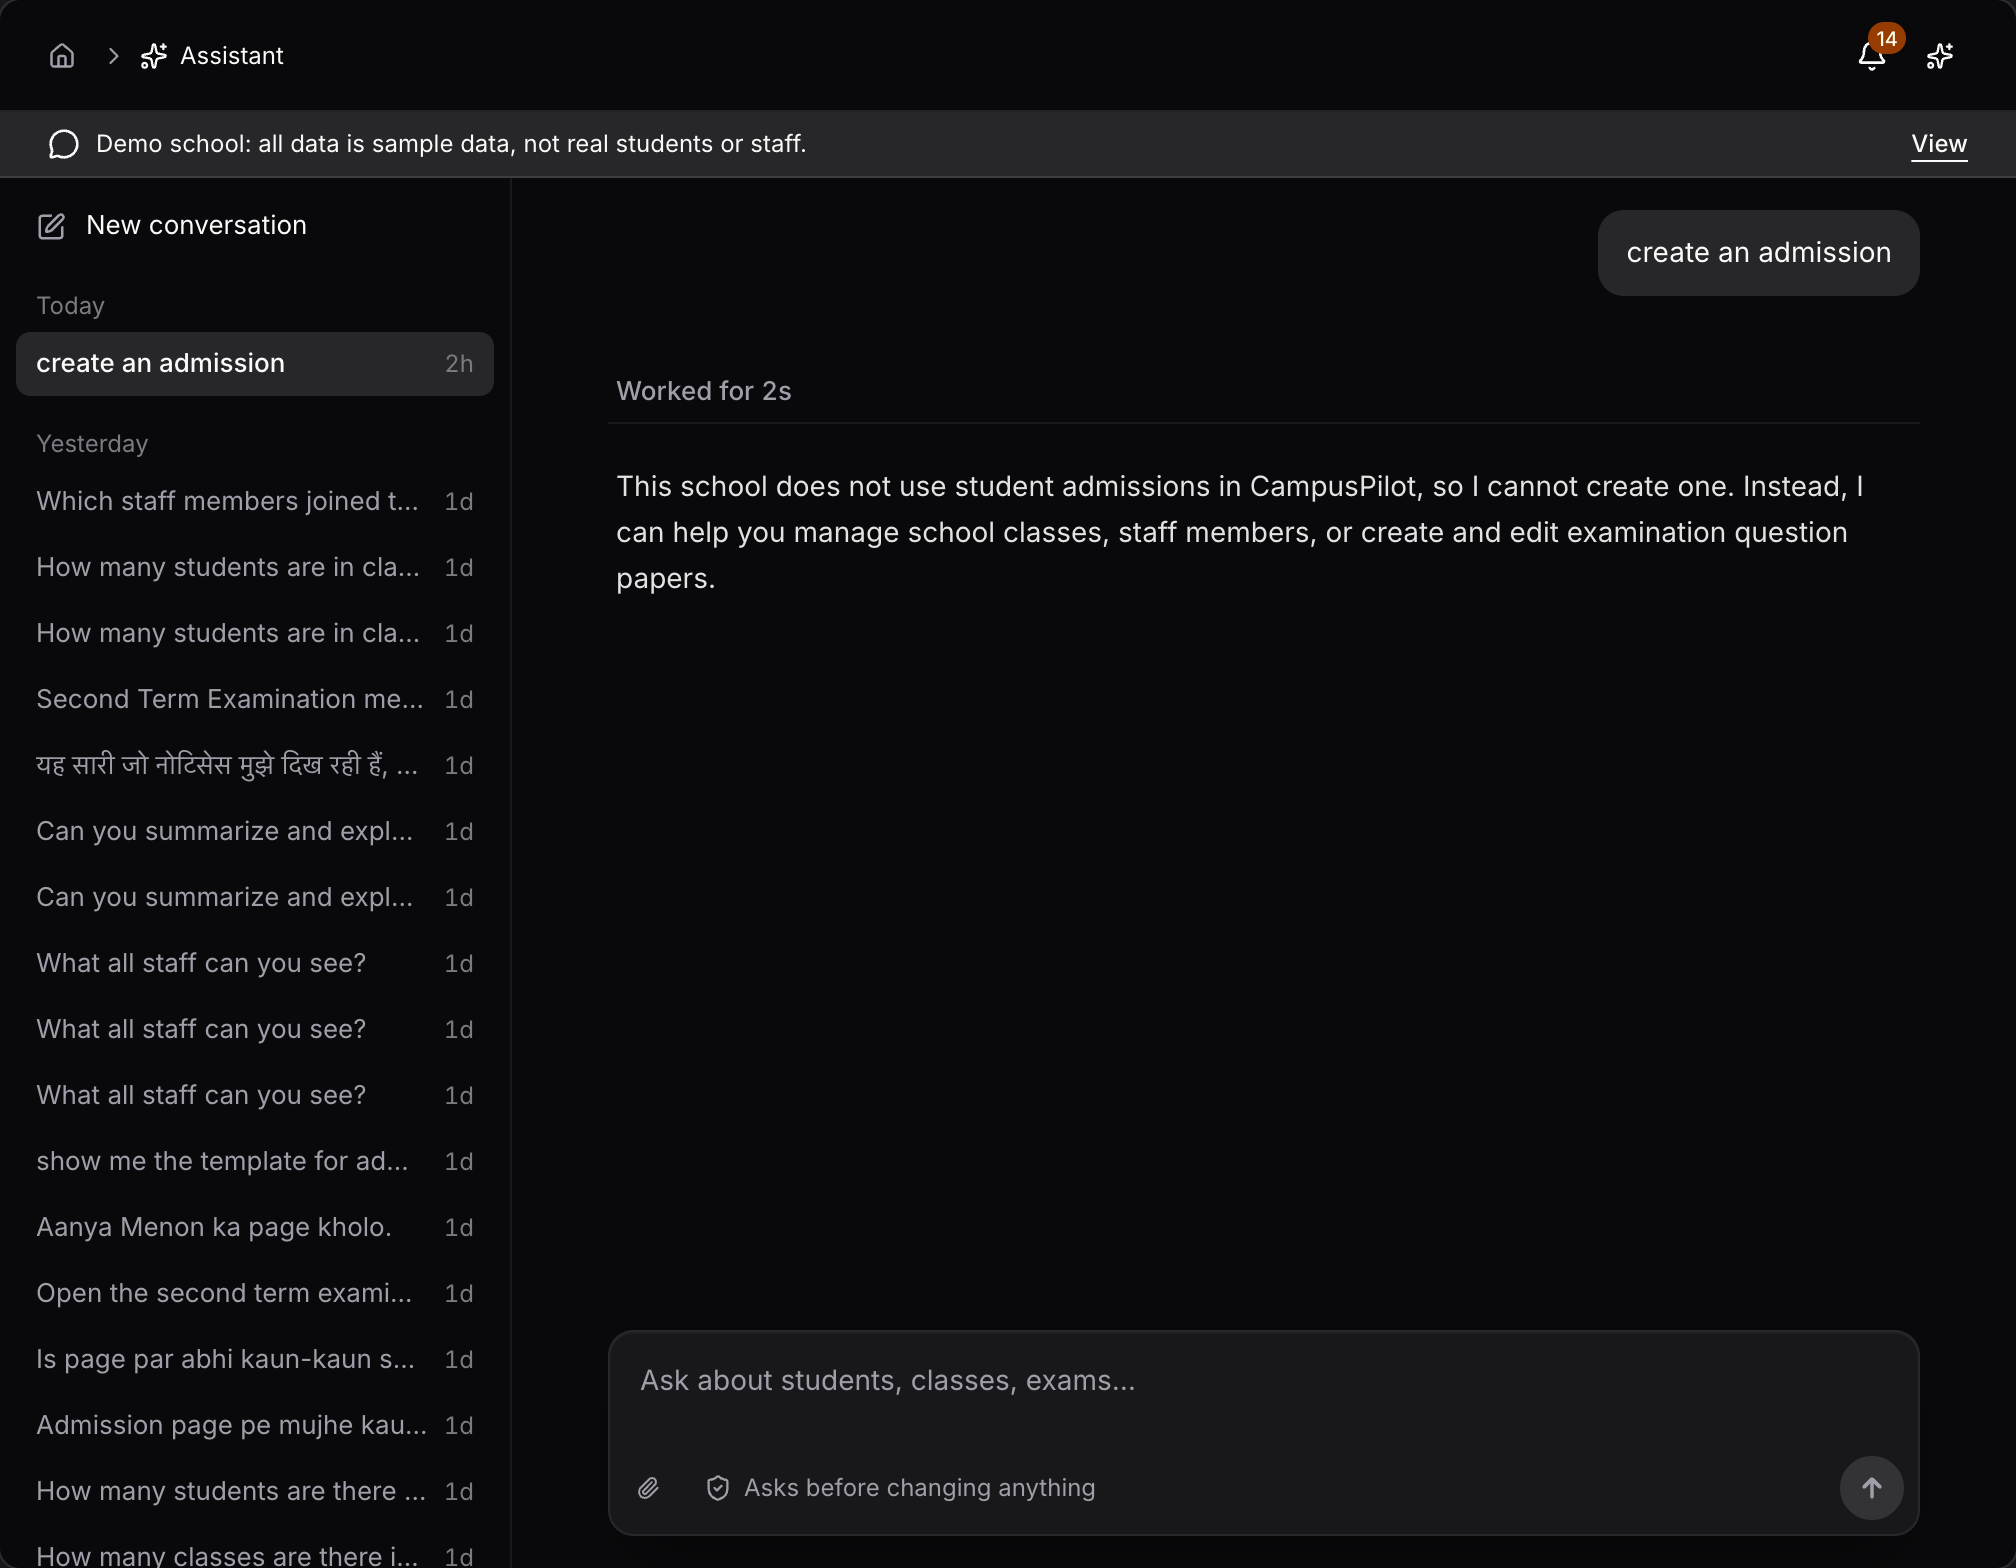 Assistant
14
Demo school: all data is sample data, not real students or staff.
View
New conversation
Today
create an admission 2h
Yesterday
Which staff members joined t... 1d
How many students are in cla... 1d
How many students are in cla... 1d
Second Term Examination me... 1d
यह सारी जो नोटिसेस मुझे दिख रही हैं, ... 1d
Can you summarize and expl... 1d
Can you summarize and expl... 1d
What all staff can you see? 1d
What all staff can you see? 1d
What all staff can you see? 1d
show me the template for ad... 1d
Aanya Menon ka page kholo. 1d
Open the second term exami... 1d
Is page par abhi kaun-kaun s... 1d
Admission page pe mujhe kau... 1d
How many students are there ... 1d
How many classes are there i... 1d
create an admission
Worked for 2s
This school does not use student admissions in CampusPilot, so I cannot create one. Instead, I
can help you manage school classes, staff members, or create and edit examination question
papers.
Ask about students, classes, exams...
Asks before changing anything